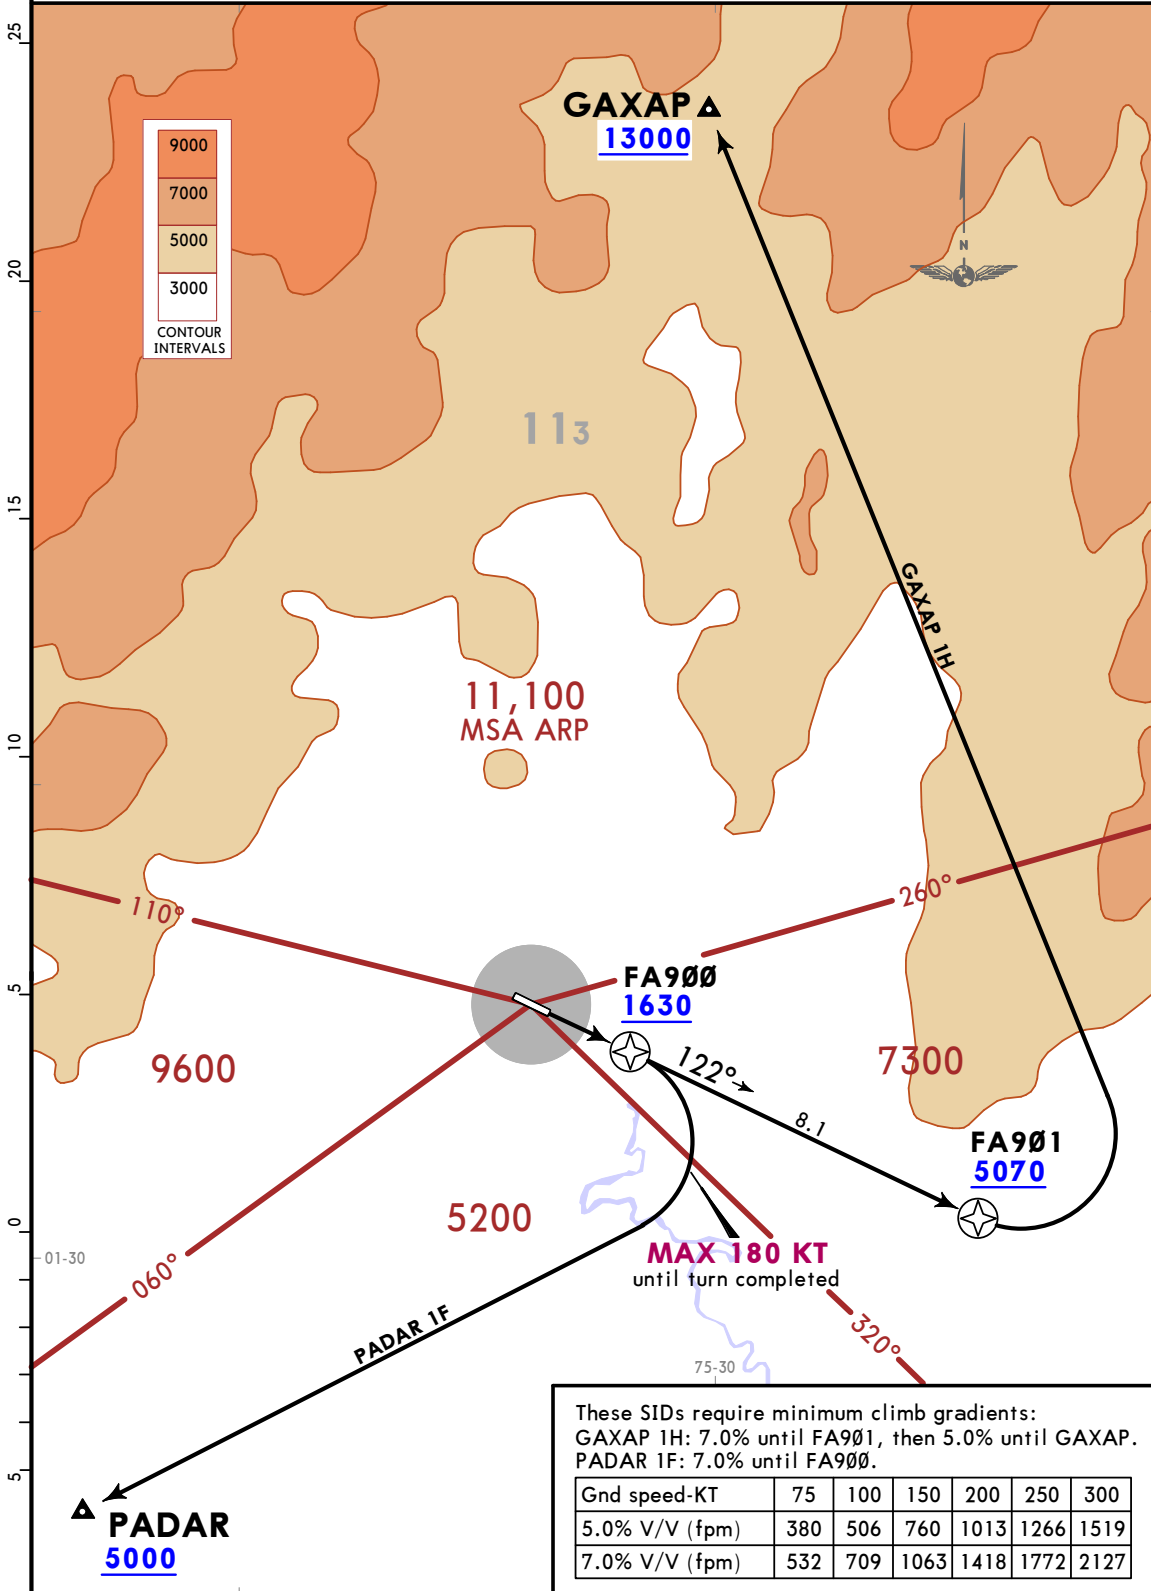 25
GAXAP
13000
9000
7000
5000
3000
CONTOUR
INTERVALS
N
20
113
15
GAXAP 1H
11,100
MSA ARP
10
110°
260°
5
FA9ØØ
1630
9600
122°
7300
8.1
FA9Ø1
5070
5200
0
MAX 180 KT
until turn completed
01-30
060°
PADAR 1F
320°
75-30
5
PADAR
5000
These SIDs require minimum climb gradients:
GAXAP 1H: 7.0% until FA9Ø1, then 5.0% until GAXAP.
PADAR 1F: 7.0% until FA9ØØ.
Gnd speed-KT 75 100 150 200 250 300
5.0% V/V (fpm) 380 506 760 1013 1266 1519
7.0% V/V (fpm) 532 709 1063 1418 1772 2127